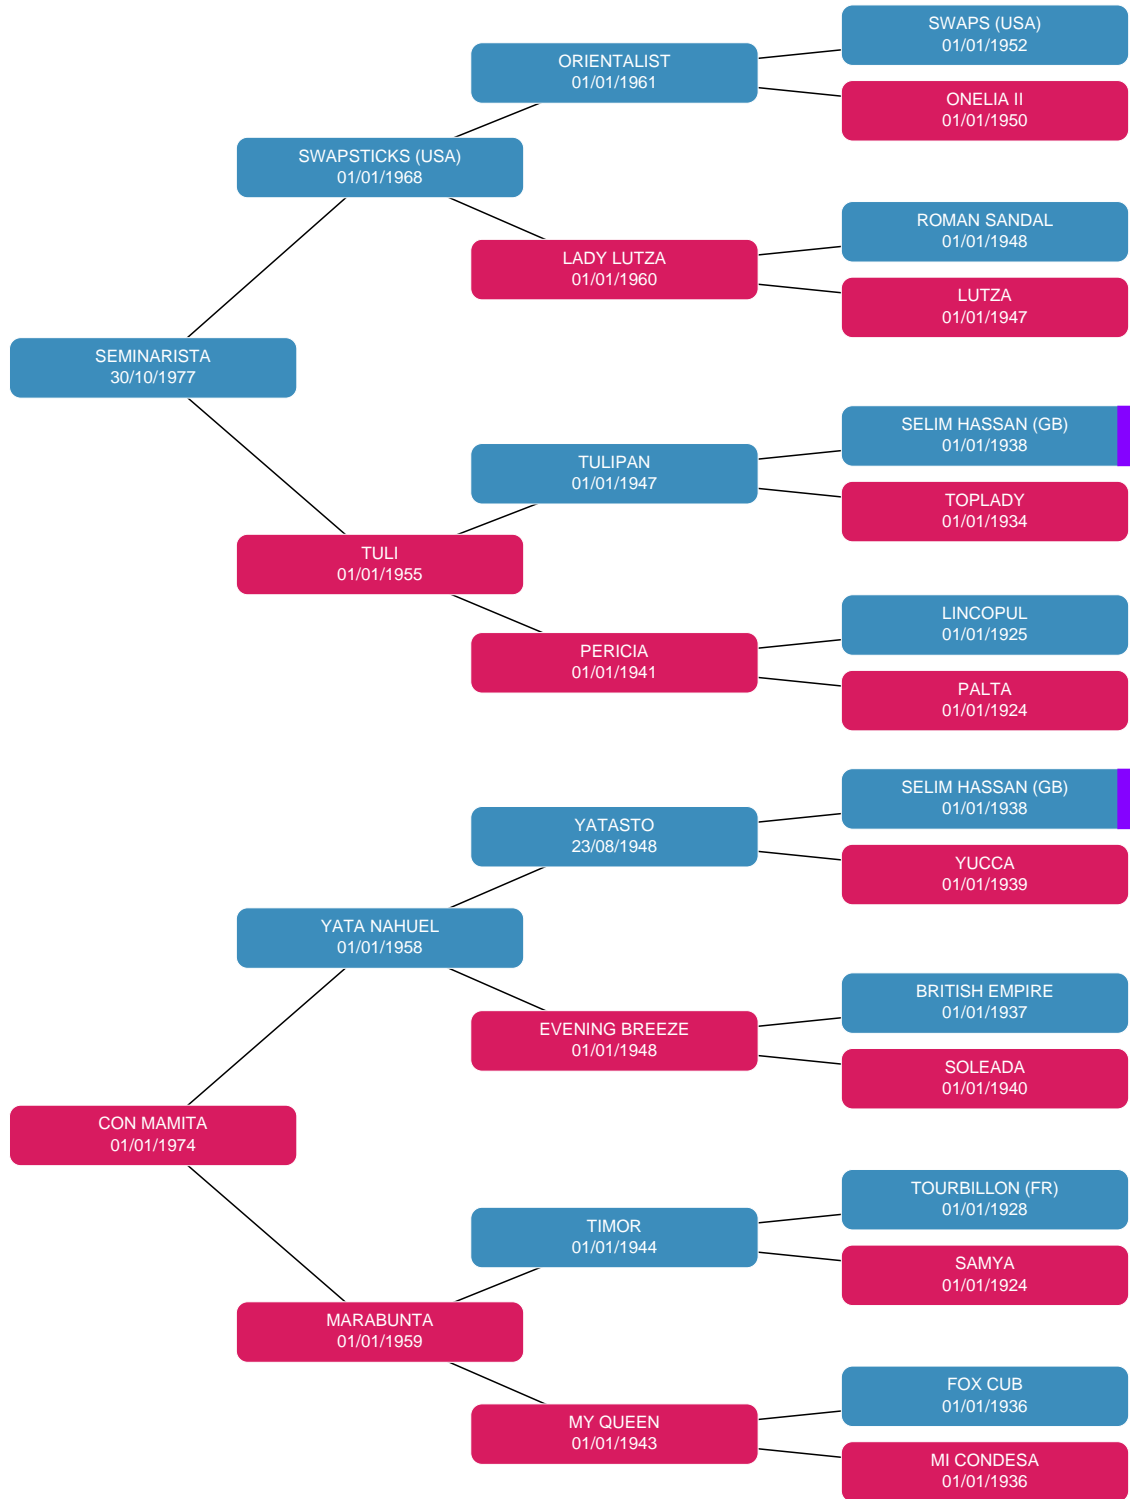 SWAPS (USA)
01/01/1952
ORIENTALIST
01/01/1961
ONELIA II
01/01/1950
SWAPSTICKS (USA)
01/01/1968
ROMAN SANDAL
01/01/1948
LADY LUTZA
01/01/1960
LUTZA
01/01/1947
SEMINARISTA
30/10/1977
SELIM HASSAN (GB)
01/01/1938
TULIPAN
01/01/1947
TOPLADY
01/01/1934
TULI
01/01/1955
LINCOPUL
01/01/1925
PERICIA
01/01/1941
PALTA
01/01/1924
SELIM HASSAN (GB)
01/01/1938
YATASTO
23/08/1948
YUCCA
01/01/1939
YATA NAHUEL
01/01/1958
BRITISH EMPIRE
01/01/1937
EVENING BREEZE
01/01/1948
SOLEADA
01/01/1940
CON MAMITA
01/01/1974
TOURBILLON (FR)
01/01/1928
TIMOR
01/01/1944
SAMYA
01/01/1924
MARABUNTA
01/01/1959
FOX CUB
01/01/1936
MY QUEEN
01/01/1943
MI CONDESA
01/01/1936